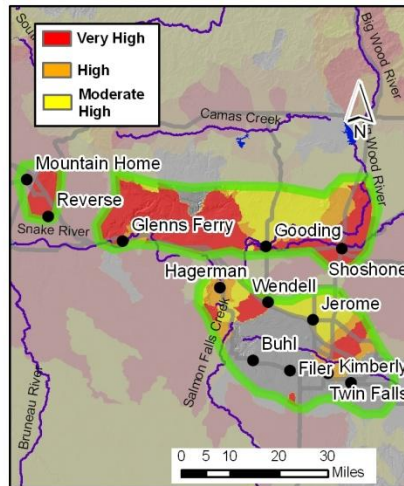 Sou
Big Wood River
Very High
High
Moderate
High
Camas Creek
N
Wood River
Mountain Home
Reverse
Snake River
Glenns Ferry
Gooding
Shoshone
Hagerman
Wendell
Jerome
Salmon Falls Creek
Buhl
Filer
Kimberly
Twin Falls
Bruneau River
0 5 10 20 30
Miles